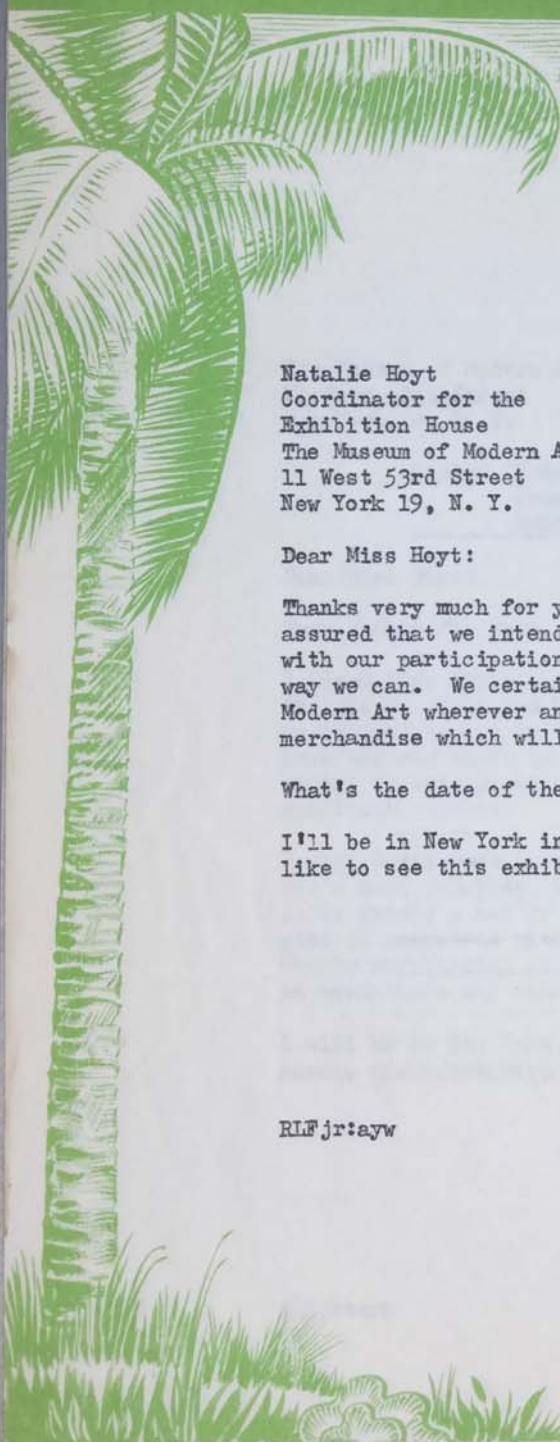 Natalie Hoyt
Coordinator for the
Exhibition House
The Museum of Modern A
11 West 53rd Street
New York 19, N. Y.
Dear Miss Hoyt:
Thanks very much for y
assured that we intend
with our participation
way we can. We certai
Modern Art wherever an
merchandise which will
What's the date of the
I'll be in New York in
like to see this exhib
RLFjr:ayw